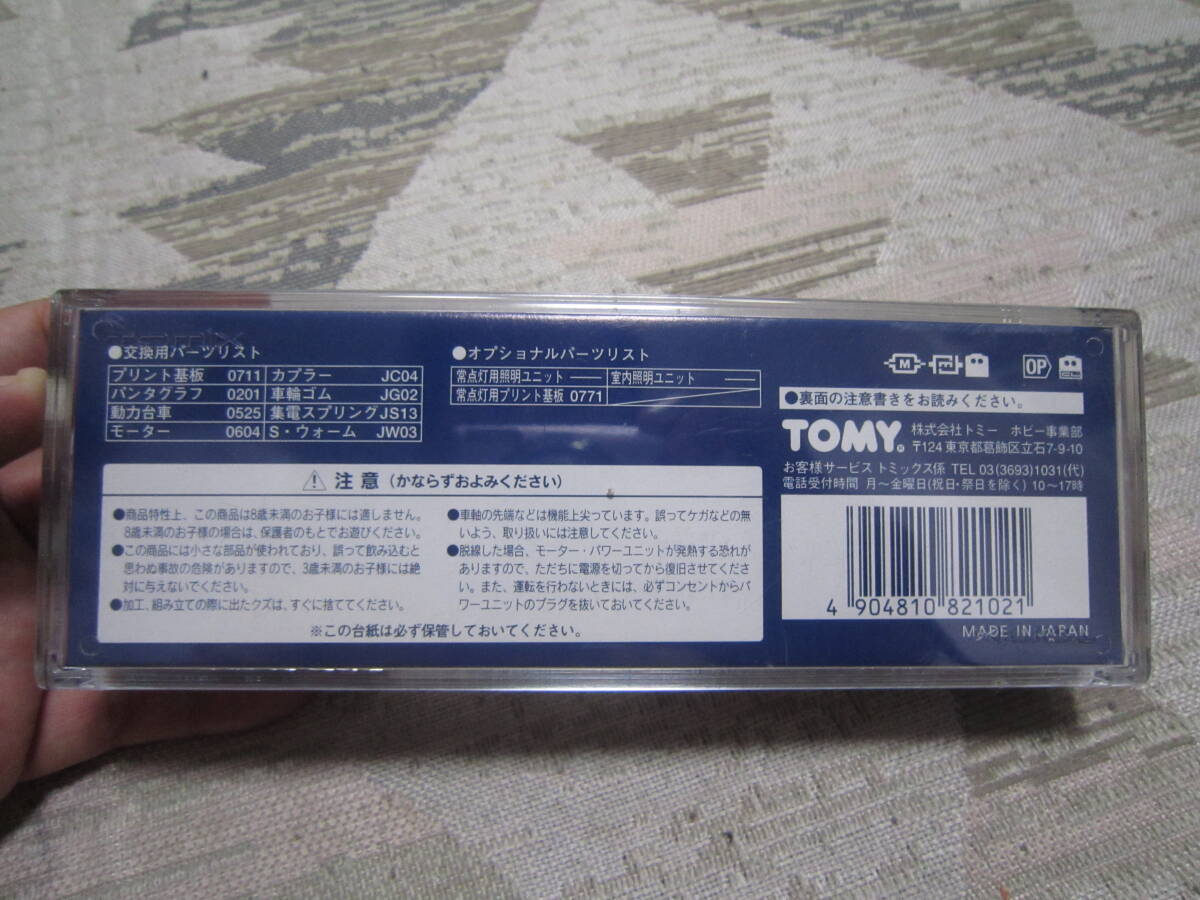 ●交換用パーツリスト
プリント基板 0711 カプラー JC04
パンタグラフ 0201 車輪ゴム JG02
動力台車 0525 集電スプリング JS13
モーター 0604 S・ウォーム JW03
●オプショナルパーツリスト
常点灯用照明ユニット ―― 室内照明ユニット ――
常点灯用プリント基板 0771
M
OP
●裏面の注意書きをお読みください。
TOMY 株式会社トミー ホビー事業部
〒124 東京都葛飾区立石7-9-10
お客様サービス トミックス係 TEL 03(3693)1031(代)
電話受付時間 月〜金曜日(祝日・祭日を除く) 10〜17時
注意 (かならずおよみください)
●商品特性上、この商品は8歳未満のお子様には適しません。
8歳未満のお子様の場合は、保護者のもとでお遊びください。
●この商品には小さな部品が使われており、誤って飲み込むと
思わぬ事故の危険がありますので、3歳未満のお子様には絶
対に与えないでください。
●加工、組み立ての際に出たクズは、すぐに捨ててください。
●車軸の先端などは機能上尖っています。誤ってケガなどの無
いよう、取り扱いには注意してください。
●脱線した場合、モーター・パワーユニットが発熱する恐れが
ありますので、ただちに電源を切ってから復旧させてください。
また、運転を行わないときには、必ずコンセントからパ
ワーユニットのプラグを抜いておいてください。
※この台紙は必ず保管しておいてください。
4 904810 821021
MADE IN JAPAN